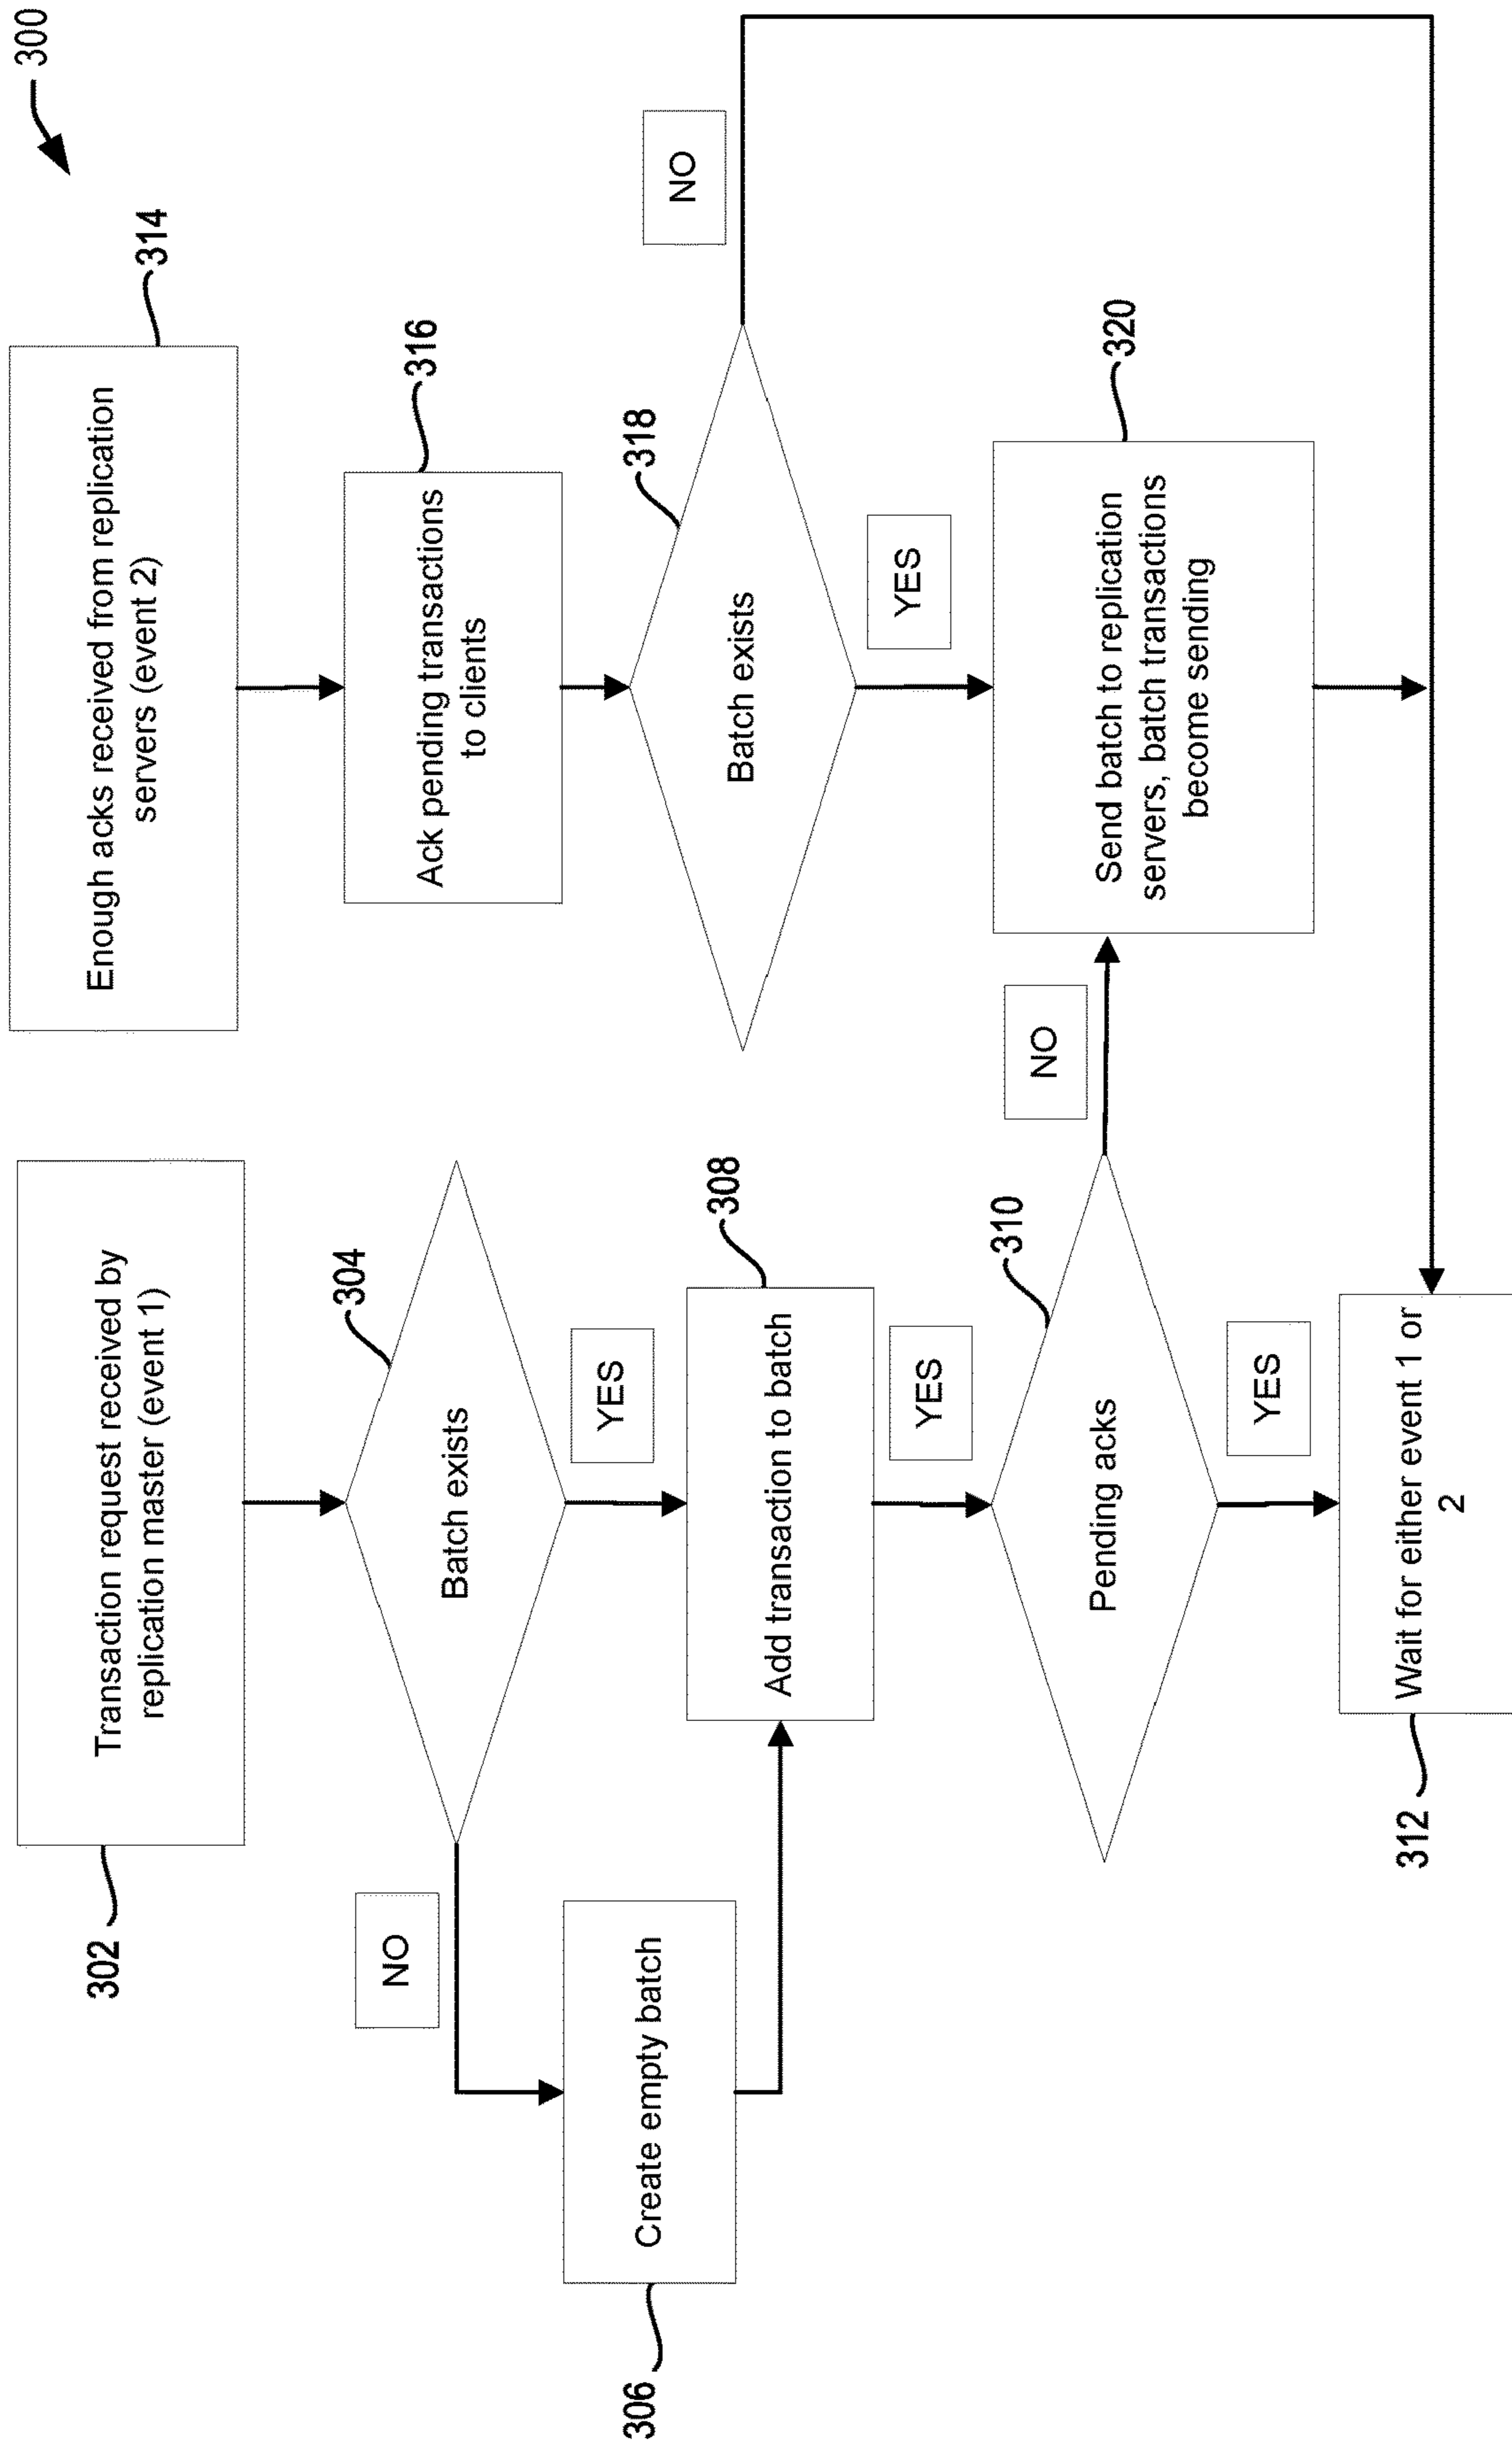 300
302
Transaction request received by
replication master (event 1)
304
Batch exists
NO
YES
306
Create empty batch
308
Add transaction to batch
YES
310
Pending acks
NO
YES
312
Wait for either event 1 or
2
314
Enough acks received from replication
servers (event 2)
316
Ack pending transactions
to clients
318
Batch exists
NO
YES
320
Send batch to replication
servers, batch transactions
become sending